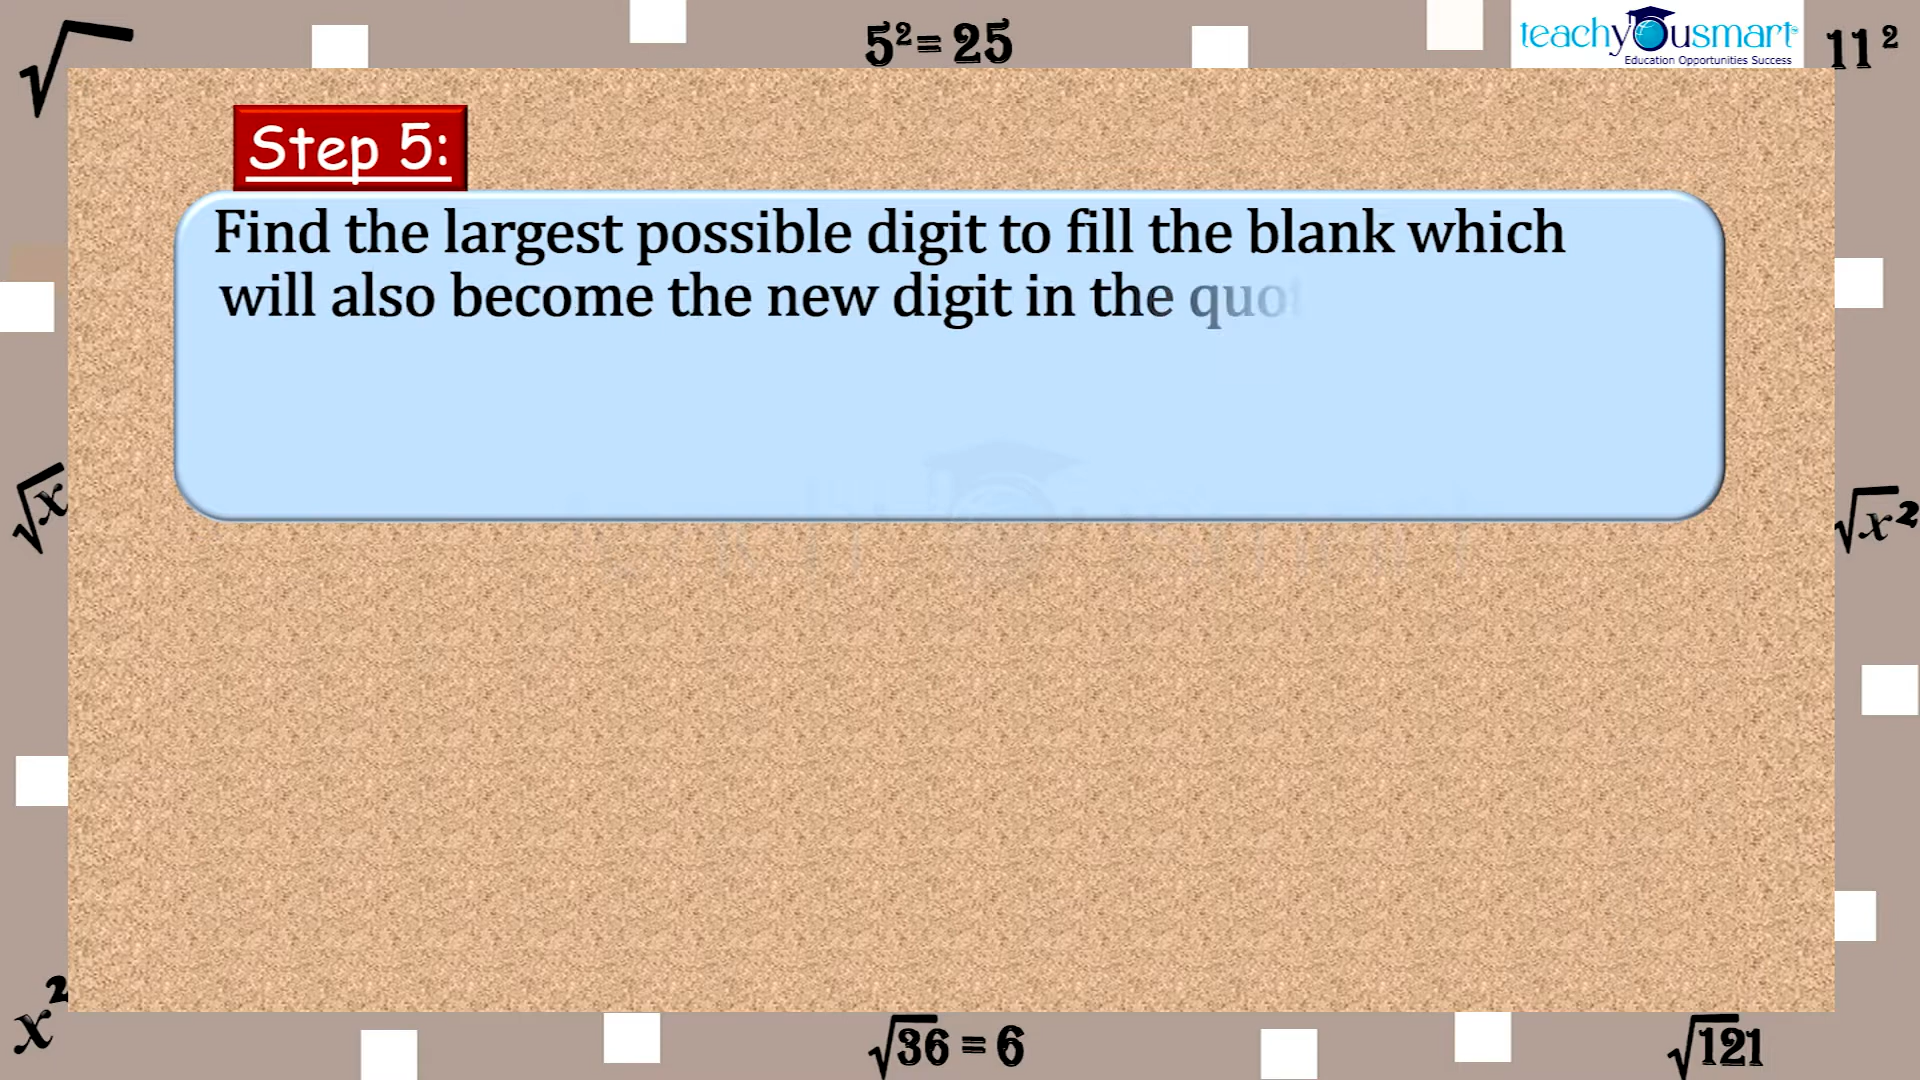 5²= 25
teachyOusmart
Education Opportunities Success
11²
Step 5:
Find the largest possible digit to fill the blank which
will also become the new digit in the
√x
√x²
x²
√36 = 6
√121